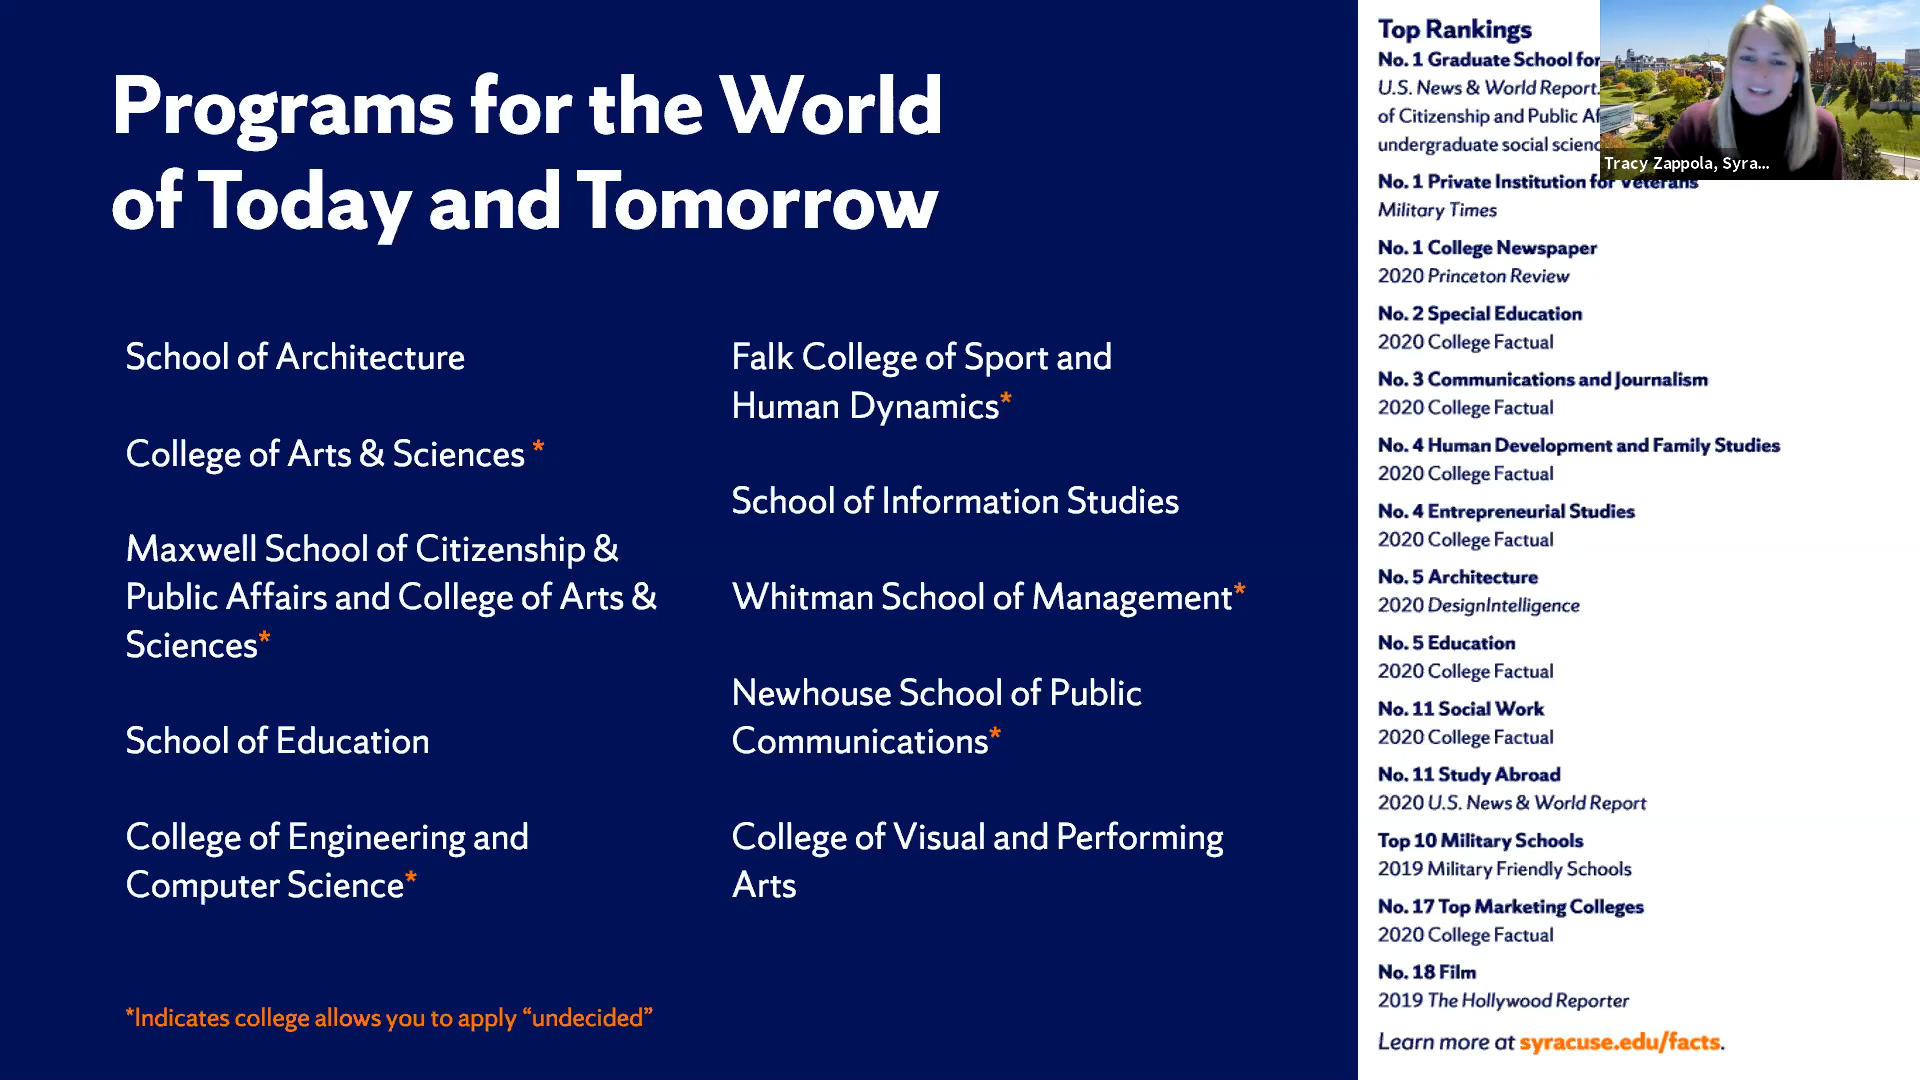 Programs for the World
of Today and Tomorrow
School of Architecture
College of Arts & Sciences *
Maxwell School of Citizenship &
Public Affairs and College of Arts &
Sciences*
School of Education
College of Engineering and
Computer Science*
Falk College of Sport and
Human Dynamics*
School of Information Studies
Whitman School of Management*
Newhouse School of Public
Communications*
College of Visual and Performing
Arts
*Indicates college allows you to apply “undecided”
Top Rankings
No. 1 Graduate School for
U.S. News & World Report.
of Citizenship and Public
undergraduate social
No. 1 Private Institution for Veterans
Military Times
No. 1 College Newspaper
2020 Princeton Review
No. 2 Special Education
2020 College Factual
No. 3 Communications and Journalism
2020 College Factual
No. 4 Human Development and Family Studies
2020 College Factual
No. 4 Entrepreneurial Studies
2020 College Factual
No. 5 Architecture
2020 DesignIntelligence
No. 5 Education
2020 College Factual
No. 11 Social Work
2020 College Factual
No. 11 Study Abroad
2020 U.S. News & World Report
Top 10 Military Schools
2019 Military Friendly Schools
No. 17 Top Marketing Colleges
2020 College Factual
No. 18 Film
2019 The Hollywood Reporter
Learn more at syracuse.edu/facts.
Tracy Zappola, Syra...